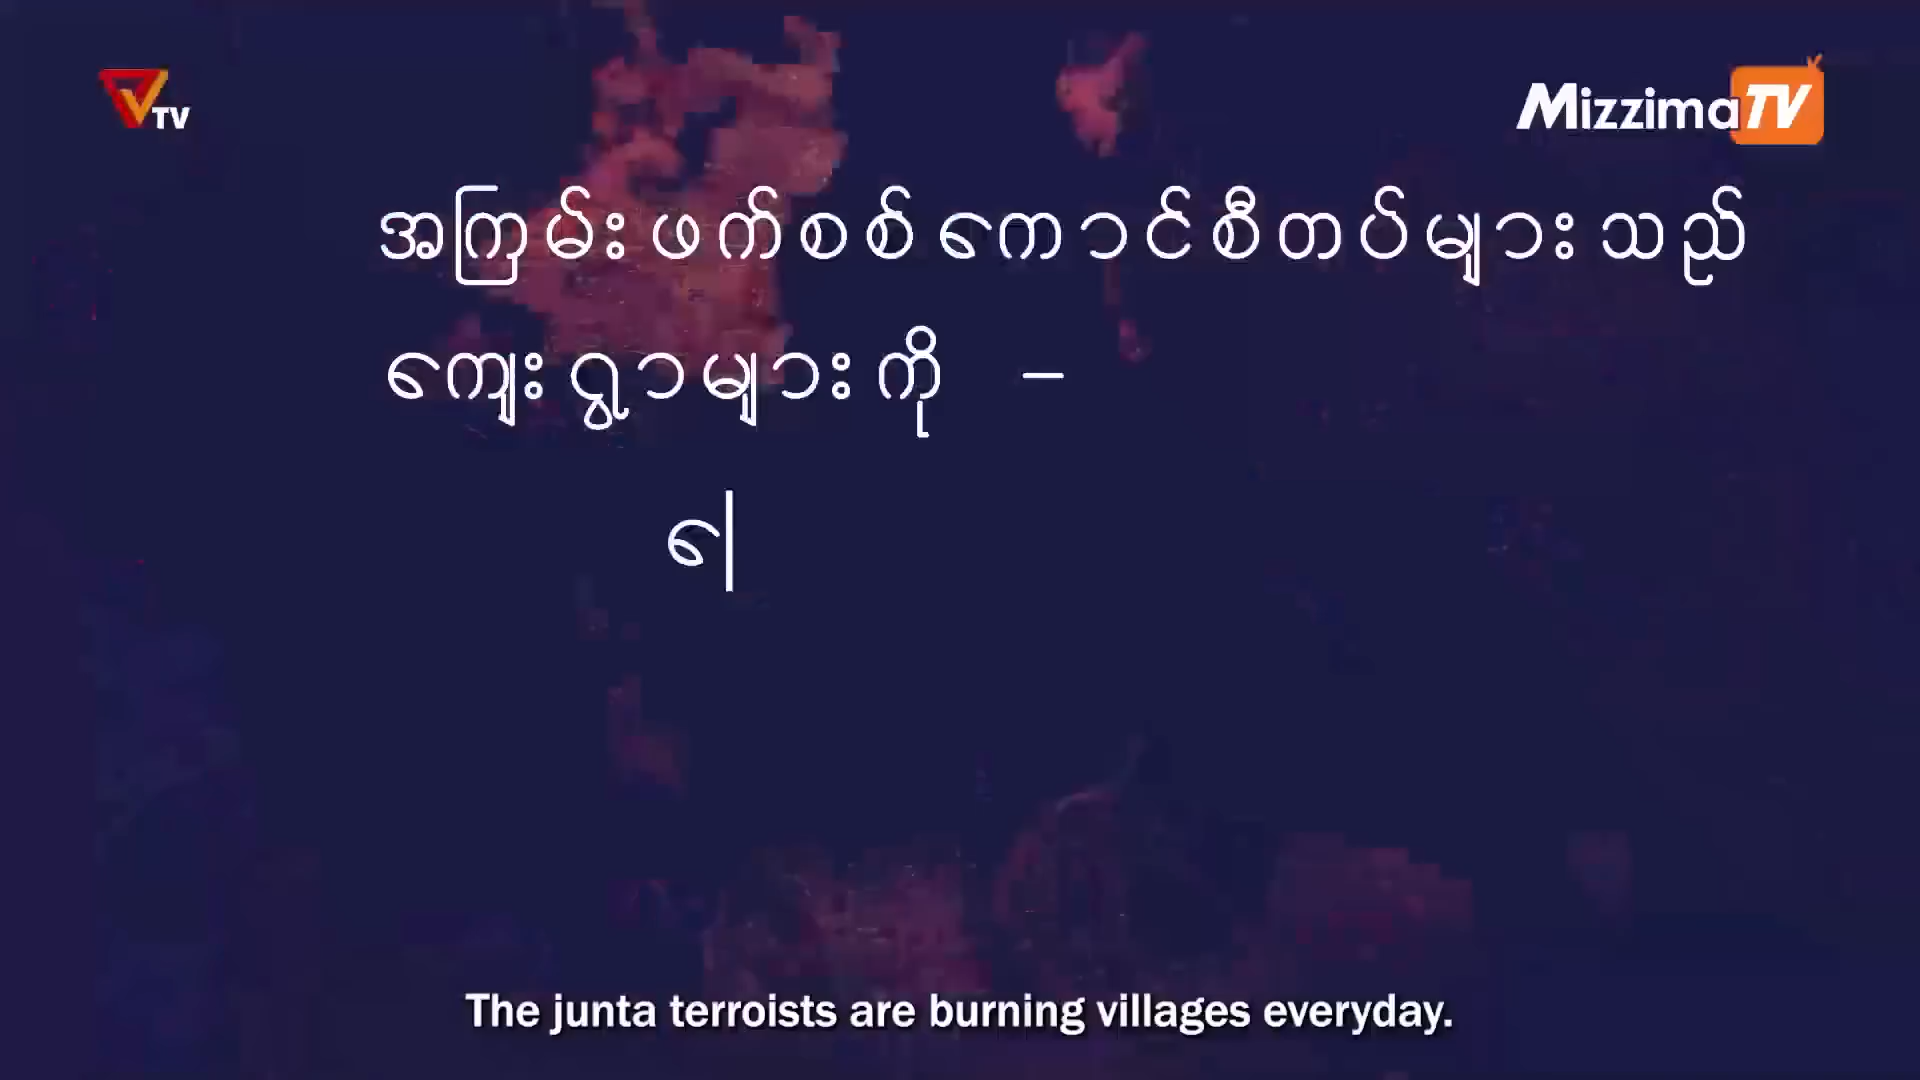 TV
MizzimaTV
အကြမ်းဖက်စစ်ကောင်စီတပ်များသည်
ကျေးရွာများကို -
ေ
The junta terroists are burning villages everyday.